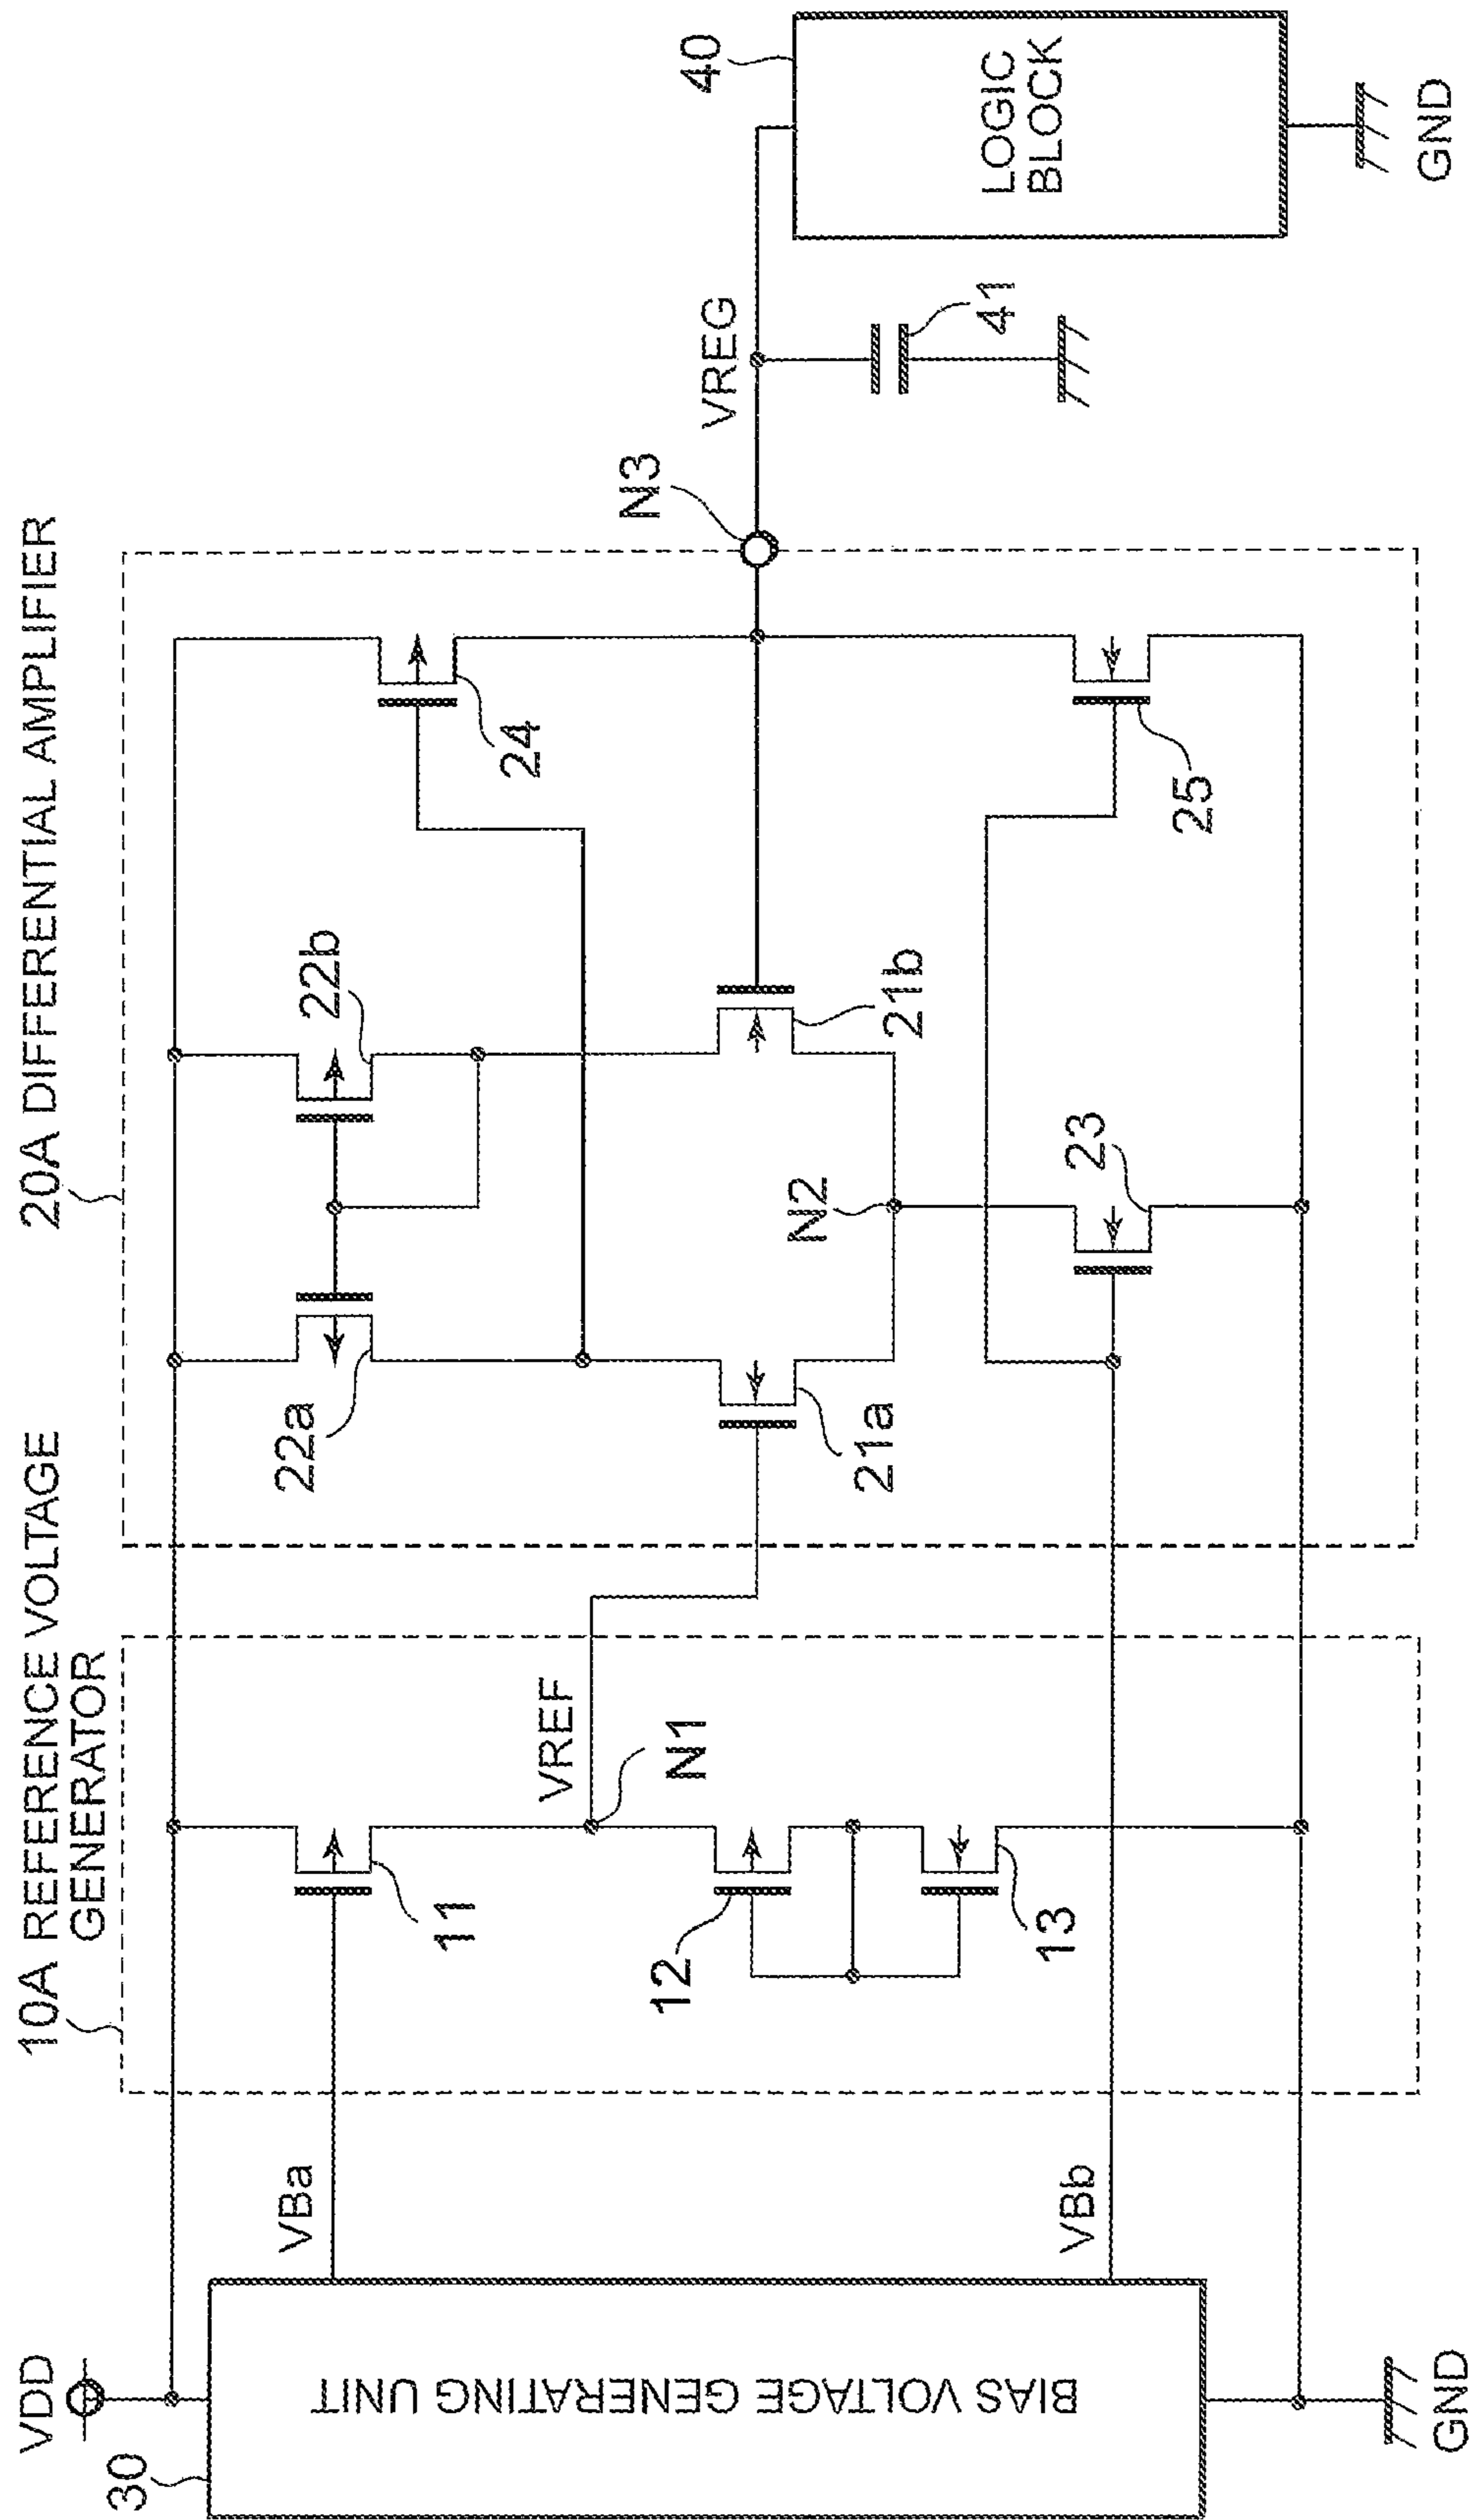 10A REFERENCE VOLTAGE
GENERATOR
20A DIFFERENTIAL AMPLIFIER
VDD
30
BIAS VOLTAGE GENERATING UNIT
GND
VBa
VBb
11
12
13
VREF
N1
22a
22b
21a
21b
N2
23
24
25
N3
VREG
41
40
LOGIC
BLOCK
GND